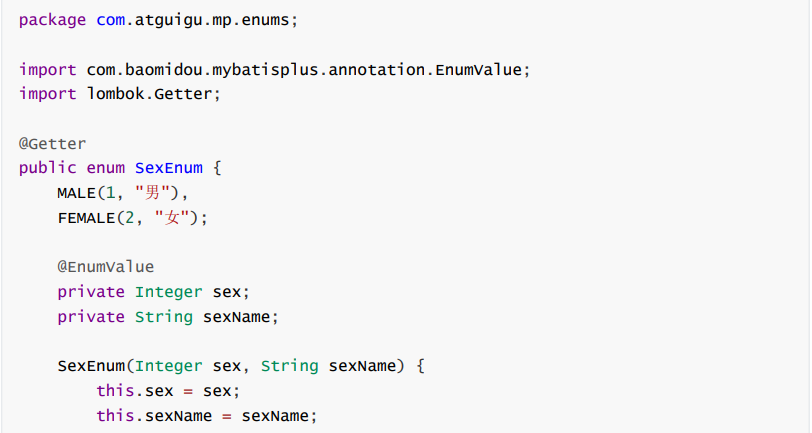 package com.atguigu.mp.enums;
import com.baomidou.mybatisplus.annotation.EnumValue;
import lombok.Getter;
@Getter
public enum SexEnum {
    MALE(1, "男"),
    FEMALE(2, "女");
    @EnumValue
    private Integer sex;
    private String sexName;
    SexEnum(Integer sex, String sexName) {
        this.sex = sex;
        this.sexName = sexName;